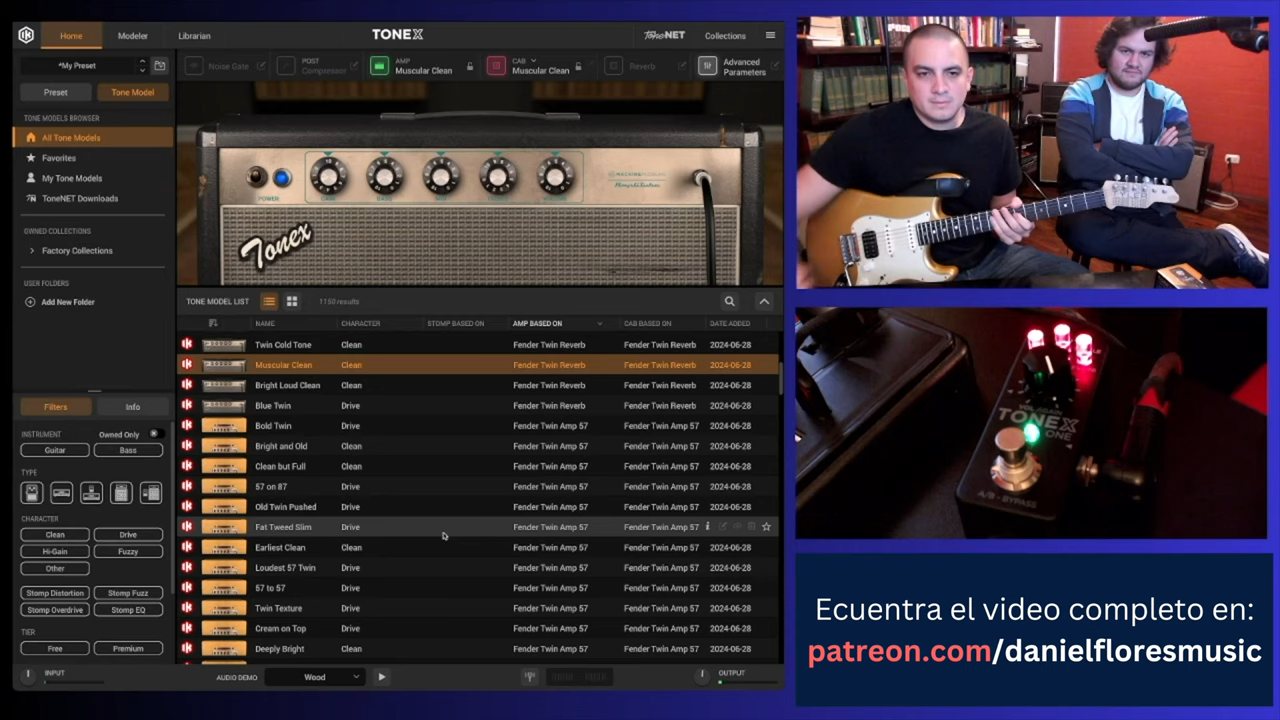 Home
Modeler
Librarian
TONEX
ToneNET
Collections
*My Preset
Noise Gate
POST
Compressor
AMP
Muscular Clean
CAB
Muscular Clean
Reverb
Advanced
Parameters
Preset
Tone Model
TONE MODELS BROWSER
All Tone Models
Favorites
My Tone Models
ToneNET Downloads
OWNED COLLECTIONS
Factory Collections
USER FOLDERS
Add New Folder
POWER
MACHINE MODELING
AmpliTube
Tonex
TONE MODEL LIST
1150 results
NAME CHARACTER STOMP BASED ON AMP BASED ON CAB BASED ON DATE ADDED
Twin Cold Tone Clean Fender Twin Reverb Fender Twin Reverb 2024-06-28
Muscular Clean Clean Fender Twin Reverb Fender Twin Reverb 2024-06-28
Bright Loud Clean Clean Fender Twin Reverb Fender Twin Reverb 2024-06-28
Blue Twin Drive Fender Twin Reverb Fender Twin Reverb 2024-06-28
Bold Twin Drive Fender Twin Amp 57 Fender Twin Amp 57 2024-06-28
Bright and Old Clean Fender Twin Amp 57 Fender Twin Amp 57 2024-06-28
Clean but Full Clean Fender Twin Amp 57 Fender Twin Amp 57 2024-06-28
57 on 87 Drive Fender Twin Amp 57 Fender Twin Amp 57 2024-06-28
Old Twin Pushed Drive Fender Twin Amp 57 Fender Twin Amp 57 2024-06-28
Fat Tweed Slim Drive Fender Twin Amp 57 Fender Twin Amp 57
Earliest Clean Clean Fender Twin Amp 57 Fender Twin Amp 57 2024-06-28
Loudest 57 Twin Drive Fender Twin Amp 57 Fender Twin Amp 57 2024-06-28
57 to 57 Drive Fender Twin Amp 57 Fender Twin Amp 57 2024-06-28
Twin Texture Drive Fender Twin Amp 57 Fender Twin Amp 57 2024-06-28
Cream on Top Drive Fender Twin Amp 57 Fender Twin Amp 57 2024-06-28
Deeply Bright Clean Fender Twin Amp 57 Fender Twin Amp 57 2024-06-28
Filters
Info
INSTRUMENT
Owned Only
Guitar
Bass
TYPE
CHARACTER
Clean
Drive
Hi-Gain
Fuzzy
Other
Stomp Distortion
Stomp Fuzz
Stomp Overdrive
Stomp EQ
TIER
Free
Premium
INPUT
AUDIO DEMO
Wood
OUTPUT
TONEX
ONE
A/B - BYPASS
Ecuentra el video completo en:
patreon.com/danielfloresmusic